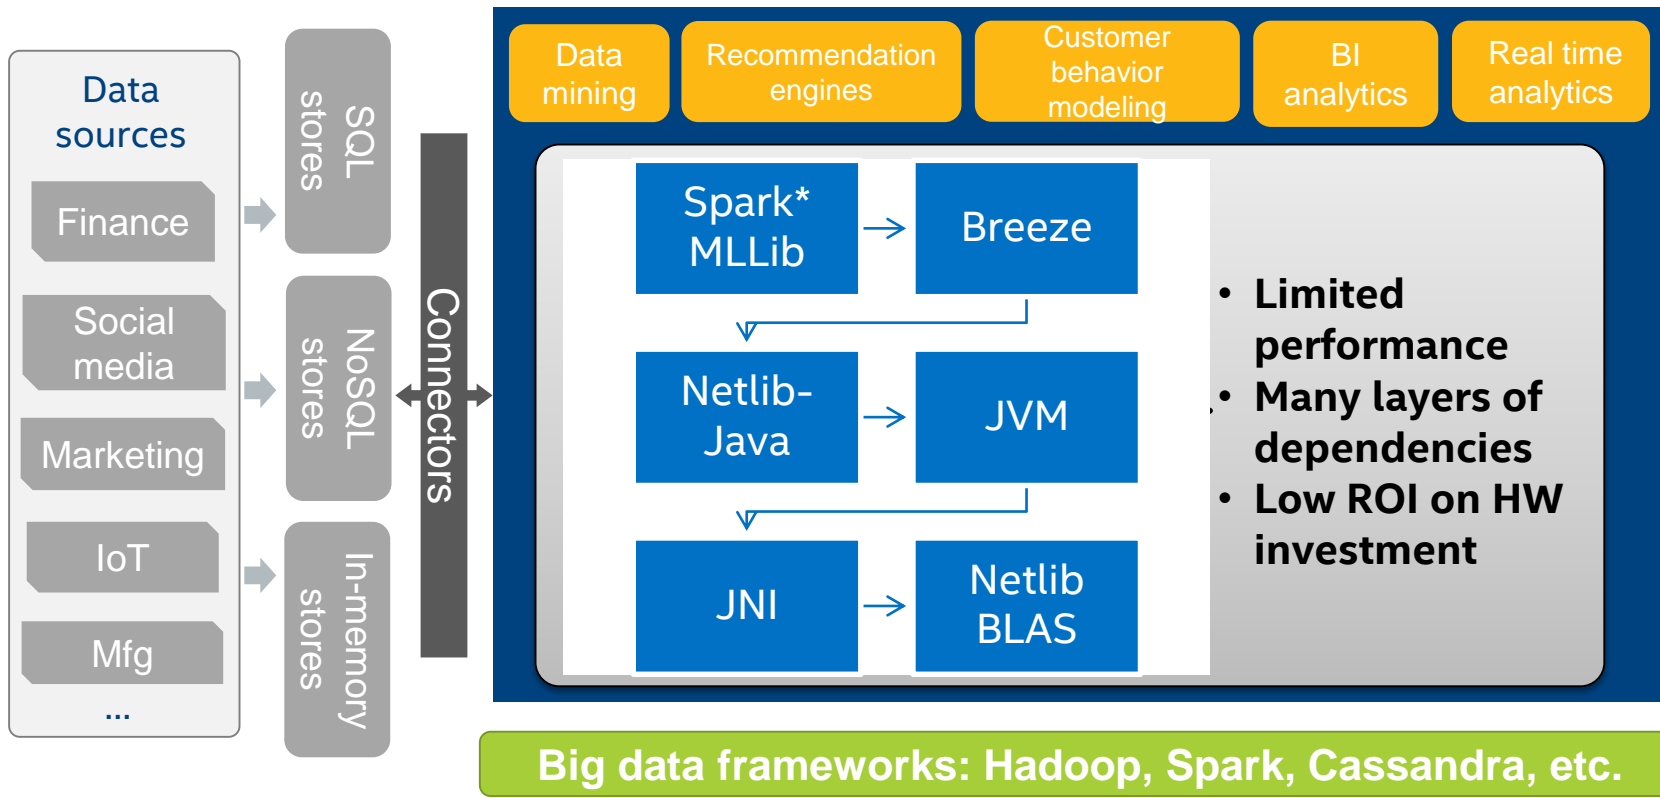 Data
sources
Finance
Social
media
Marketing
IoT
Mfg
...
SQL
stores
NoSQL
stores
In-memory
stores
Connectors
Data
mining
Recommendation
engines
Customer
behavior
modeling
BI
analytics
Real time
analytics
Spark*
MLLib
Breeze
Netlib-
Java
JVM
JNI
Netlib
BLAS
• Limited
performance
• Many layers of
dependencies
• Low ROI on HW
investment
Big data frameworks: Hadoop, Spark, Cassandra, etc.